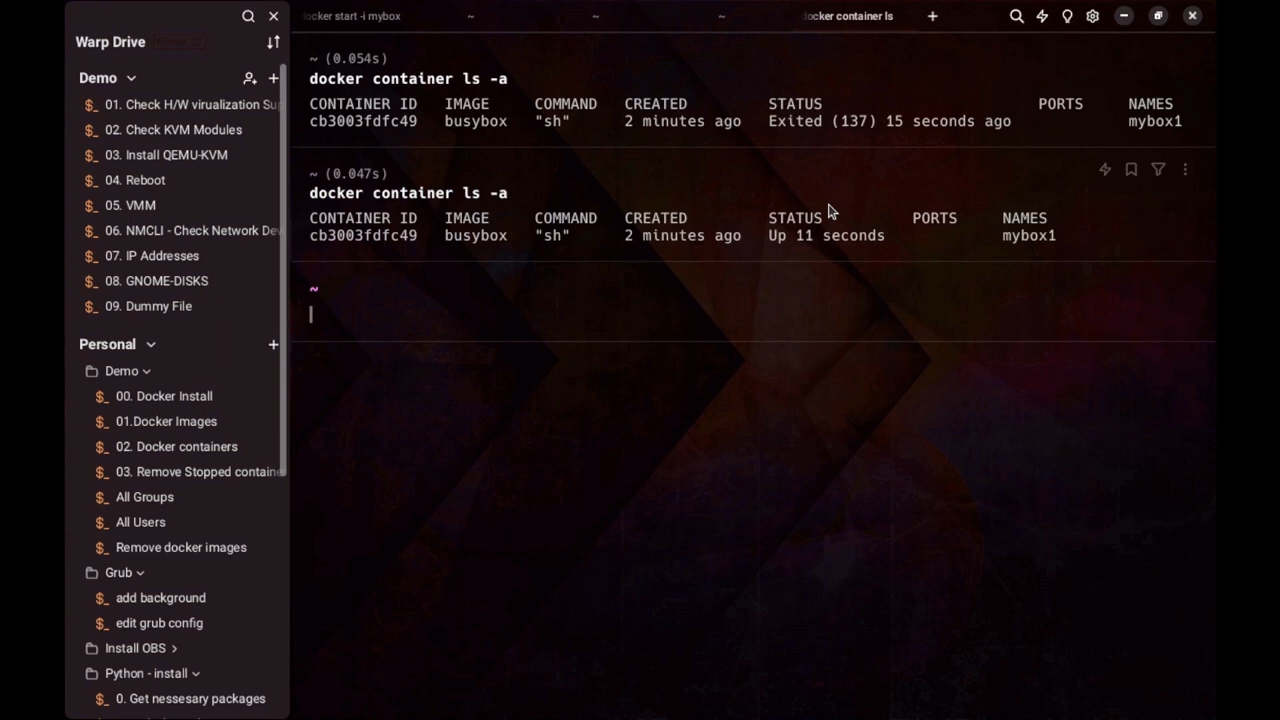 Warp Drive
Demo
$_ 01. Check H/W virualization Su
$_ 02. Check KVM Modules
$_ 03. Install QEMU-KVM
$_ 04. Reboot
$_ 05. VMM
$_ 06. NMCLI - Check Network De
$_ 07. IP Addresses
$_ 08. GNOME-DISKS
$_ 09. Dummy File
Personal
Demo
$_ 00. Docker Install
$_ 01.Docker Images
$_ 02. Docker containers
$_ 03. Remove Stopped containe
$_ All Groups
$_ All Users
$_ Remove docker images
Grub
$_ add background
$_ edit grub config
Install OBS
Python - install
$_ 0. Get nessesary packages
ocker start -i mybox ~ ~ ~ ocker container ls
~ (0.054s)
docker container ls -a
CONTAINER ID IMAGE COMMAND CREATED STATUS PORTS NAMES
cb3003fdfc49 busybox "sh" 2 minutes ago Exited (137) 15 seconds ago mybox1
~ (0.047s)
docker container ls -a
CONTAINER ID IMAGE COMMAND CREATED STATUS PORTS NAMES
cb3003fdfc49 busybox "sh" 2 minutes ago Up 11 seconds mybox1
~